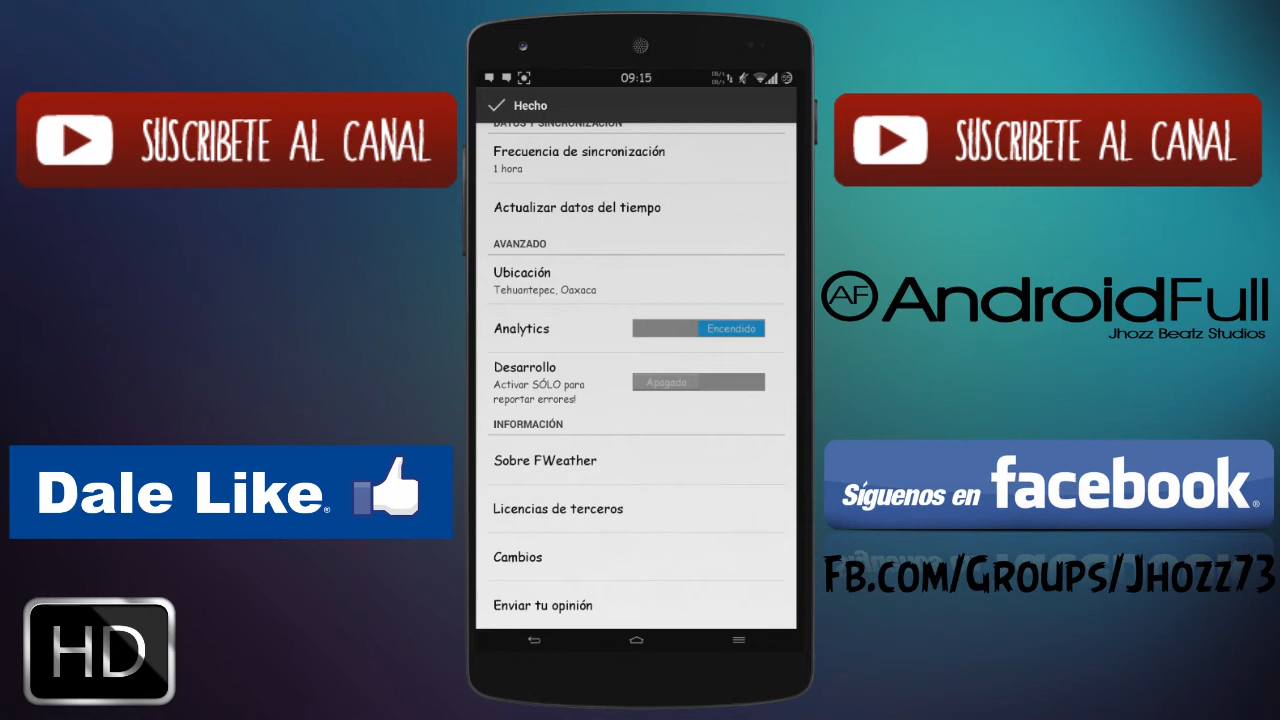 SUSCRIBETE AL CANAL
Dale Like®
HD
09:15
Hecho
DATOS Y SINCRONIZACIÓN
Frecuencia de sincronización
1 hora
Actualizar datos del tiempo
AVANZADO
Ubicación
Tehuantepec, Oaxaca
Analytics
Encendido
Desarrollo
Activar SÓLO para
reportar errores!
Apagado
INFORMACIÓN
Sobre FWeather
Licencias de terceros
Cambios
Enviar tu opinión
SUSCRIBETE AL CANAL
AF AndroidFull
Jhozz Beatz Studios
Síguenos en facebook®
FB.COM/GROUPS/JHOZZ73